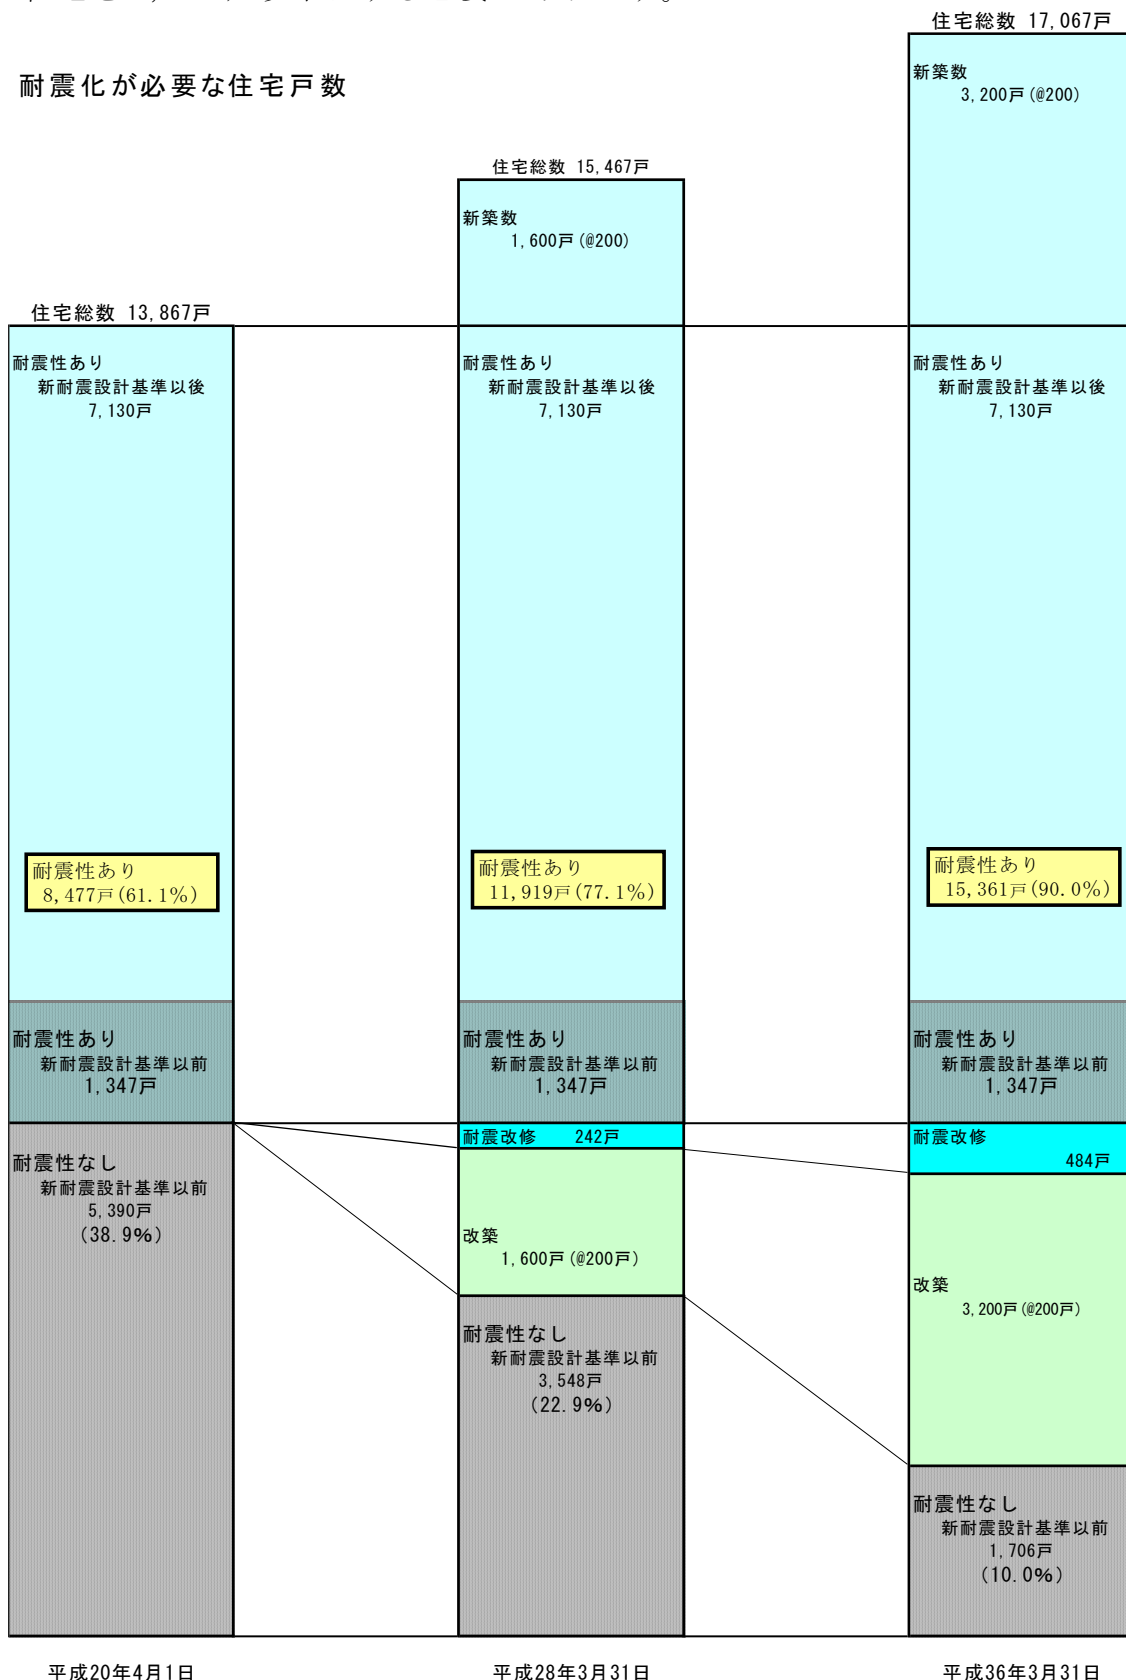 耐震化が必要な住宅戸数
住宅総数 13,867戸
耐震性あり
新耐震設計基準以後
7,130戸
耐震性あり
8,477戸(61.1%)
耐震性あり
新耐震設計基準以前
1,347戸
耐震性なし
新耐震設計基準以前
5,390戸
(38.9%)
平成20年4月1日
住宅総数 15,467戸
新築数
1,600戸(@200)
耐震性あり
新耐震設計基準以後
7,130戸
耐震性あり
11,919戸(77.1%)
耐震性あり
新耐震設計基準以前
1,347戸
耐震改修 242戸
改築
1,600戸(@200戸)
耐震性なし
新耐震設計基準以前
3,548戸
(22.9%)
平成28年3月31日
住宅総数 17,067戸
新築数
3,200戸(@200)
耐震性あり
新耐震設計基準以後
7,130戸
耐震性あり
15,361戸(90.0%)
耐震性あり
新耐震設計基準以前
1,347戸
耐震改修
484戸
改築
3,200戸(@200戸)
耐震性なし
新耐震設計基準以前
1,706戸
(10.0%)
平成36年3月31日